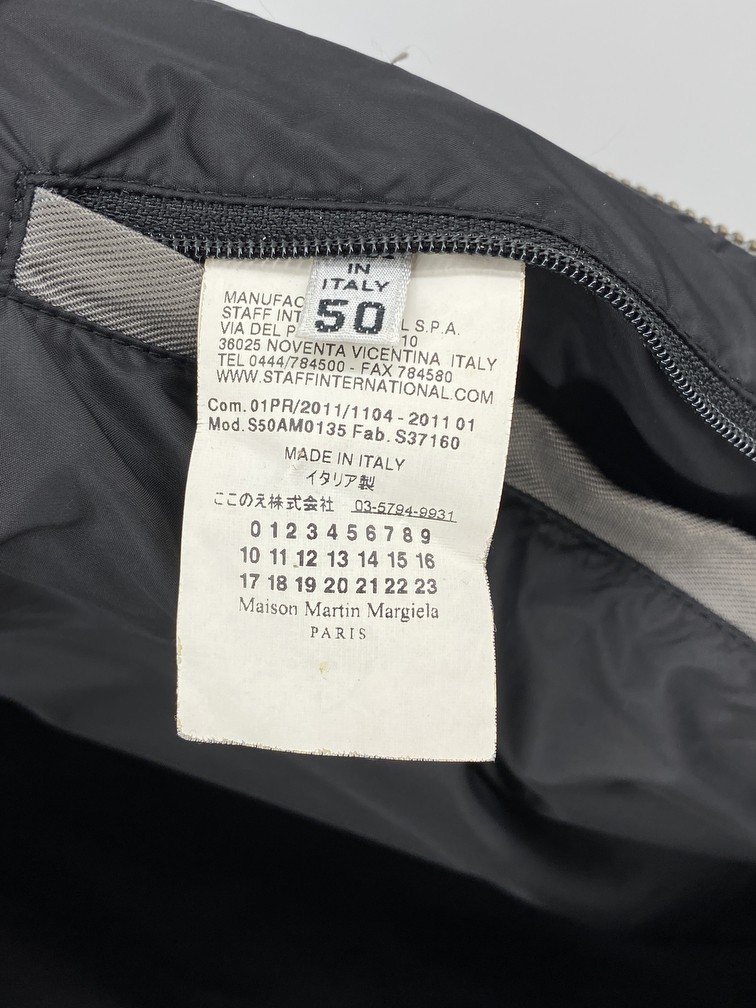 IN
ITALY
50
MANUFAC
STAFF INT L S.P.A.
VIA DEL P 10
36025 NOVENTA VICENTINA ITALY
TEL 0444/784500 - FAX 784580
WWW.STAFFINTERNATIONAL.COM
Com. 01PR/2011/1104 - 2011 01
Mod. S50AM0135 Fab. S37160
MADE IN ITALY
イタリア製
ここのえ株式会社 03-5794-9931
0 1 2 3 4 5 6 7 8 9
10 11 12 13 14 15 16
17 18 19 20 21 22 23
Maison Martin Margiela
PARIS